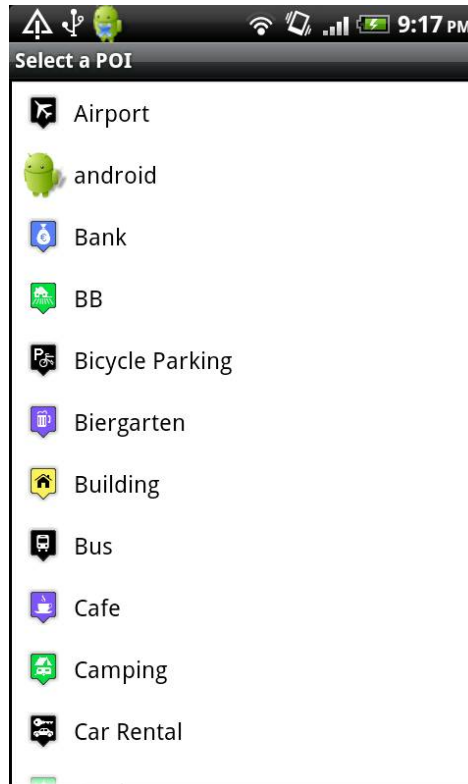 9:17 PM
Select a POI
Airport
android
Bank
BB
Bicycle Parking
Biergarten
Building
Bus
Cafe
Camping
Car Rental